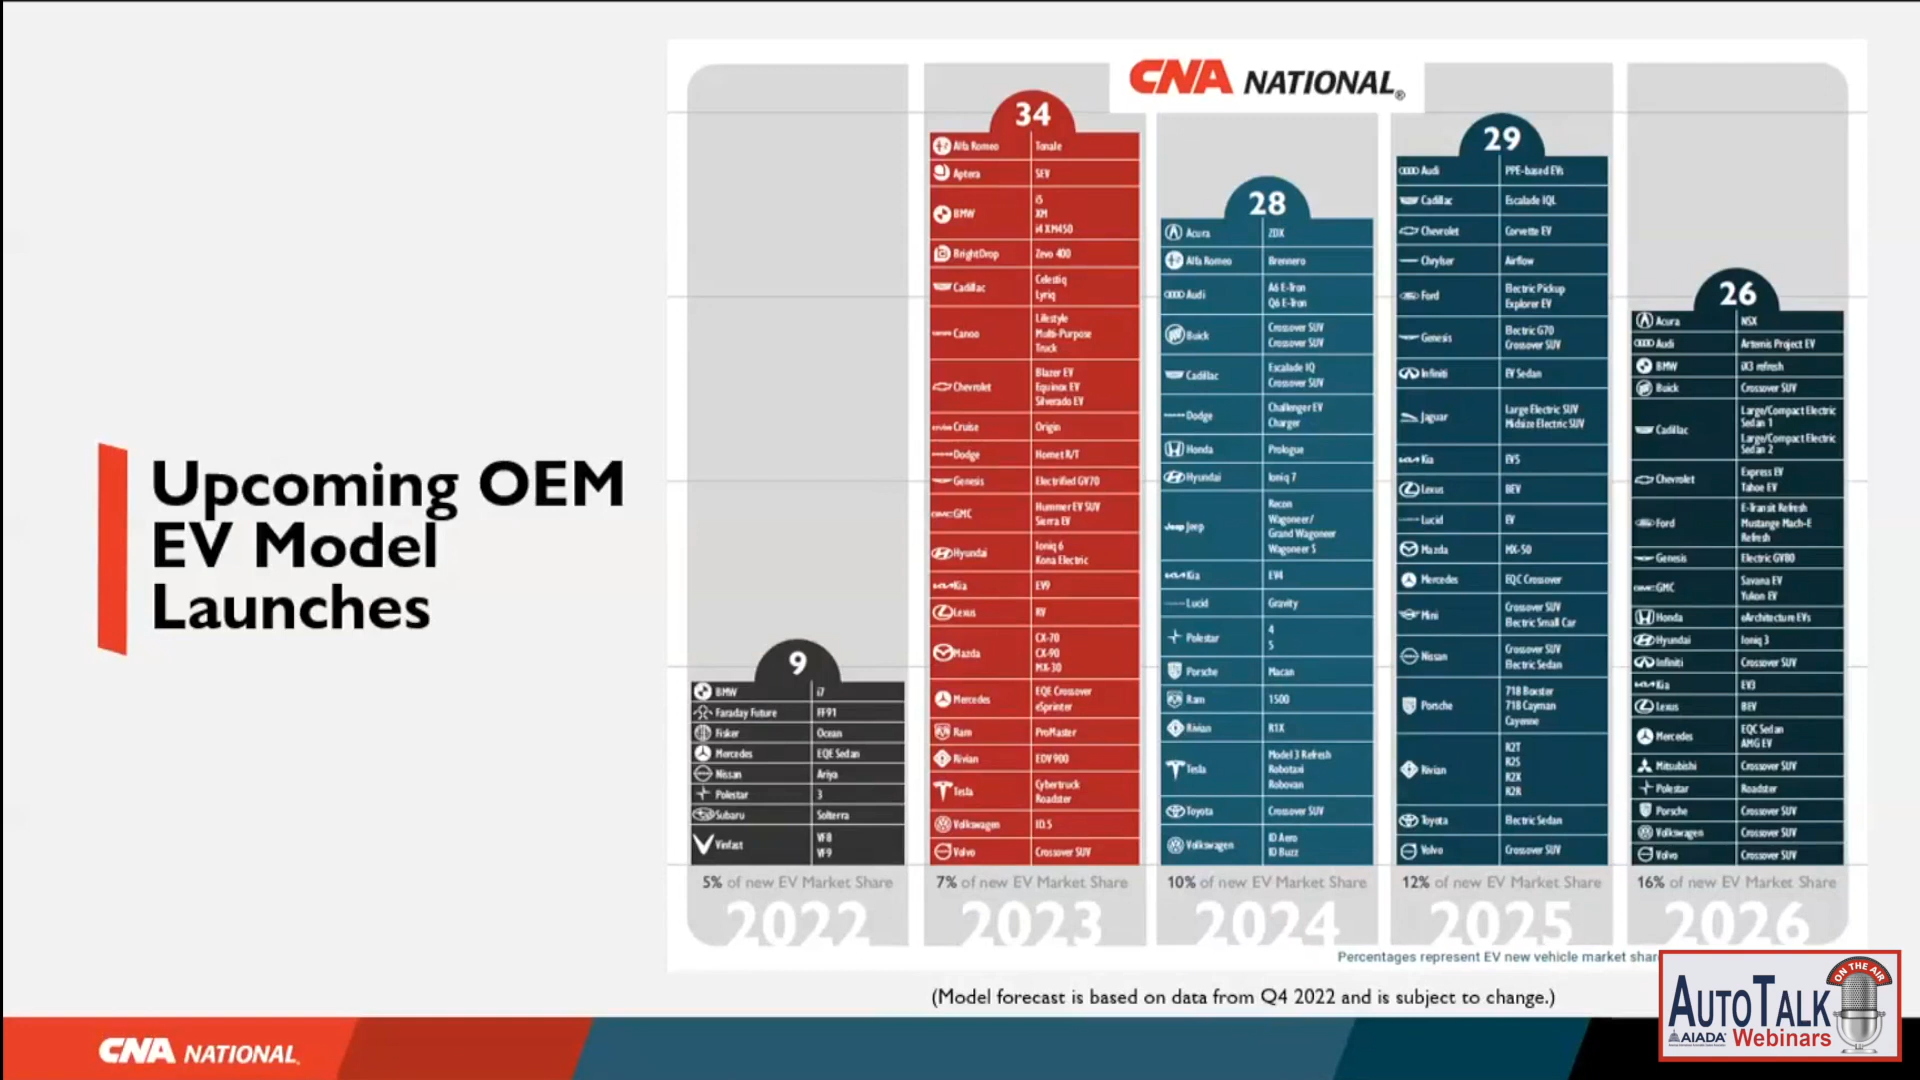 CNA NATIONAL®
Upcoming OEM
EV Model
Launches
9
BMW i7
Faraday Future FF91
Fisker Ocean
Mercedes EQE Sedan
Nissan Ariya
Polestar 3
Subaru Solterra
Vinfast VF8
VF9
5% of new EV Market Share
2022
34
Alfa Romeo Tonale
Aptera SEV
BMW i5
XM
i4 XM450
BrightDrop Zevo 400
Cadillac Celestiq
Lyriq
Canoo Lifestyle
Multi-Purpose
Truck
Chevrolet Blazer EV
Equinox EV
Silverado EV
Cruise Origin
Dodge Hornet R/T
Genesis Electrified GV70
GMC Hummer EV SUV
Sierra EV
Hyundai Ioniq 6
Kona Electric
Kia EV9
Lexus RV
Mazda CX-70
CX-90
MX-30
Mercedes EQE Crossover
eSprinter
Ram ProMaster
Rivian EDV 900
Tesla Cybertruck
Roadster
Volkswagen ID.5
Volvo Crossover SUV
7% of new EV Market Share
2023
28
Acura ZDX
Alfa Romeo Brennero
Audi A6 E-Tron
Q6 E-Tron
Buick Crossover SUV
Crossover SUV
Cadillac Escalade IQ
Crossover SUV
Dodge Challenger EV
Charger
Honda Prologue
Hyundai Ioniq 7
Jeep Recon
Wagoneer/
Grand Wagoneer
Wagoneer S
Kia EV4
Lucid Gravity
Polestar 4
5
Porsche Macan
Ram 1500
Rivian R1X
Tesla Model 3 Refresh
Robotaxi
Robovan
Toyota Crossover SUV
Volkswagen ID Aero
ID Buzz
10% of new EV Market Share
2024
29
Audi PPE-based EVs
Cadillac Escalade IQL
Chevrolet Corvette EV
Chrylser Airflow
Ford Electric Pickup
Explorer EV
Genesis Electric G70
Crossover SUV
Infiniti EV Sedan
Jaguar Large Electric SUV
Midsize Electric SUV
Kia EV5
Lexus BEV
Lucid EV
Mazda MX-50
Mercedes EQC Crossover
Mini Crossover SUV
Electric Small Car
Nissan Crossover SUV
Electric Sedan
Porsche 718 Boxster
718 Cayman
Cayenne
Rivian R2T
R2S
R2X
R2R
Toyota Electric Sedan
Volvo Crossover SUV
12% of new EV Market Share
2025
26
Acura NSX
Audi Artemis Project EV
BMW iX3 refresh
Buick Crossover SUV
Cadillac Large/Compact Electric
Sedan 1
Large/Compact Electric
Sedan 2
Chevrolet Express EV
Tahoe EV
Ford E-Transit Refresh
Mustange Mach-E
Refresh
Genesis Electric GV80
GMC Savana EV
Yukon EV
Honda eArchitecture EVs
Hyundai Ioniq 3
Infiniti Crossover SUV
Kia EV3
Lexus BEV
Mercedes EQC Sedan
AMG EV
Mitsubishi Crossover SUV
Polestar Roadster
Porsche Crossover SUV
Volkswagen Crossover SUV
Volvo Crossover SUV
16% of new EV Market Share
2026
Percentages represent EV new vehicle market shar
(Model forecast is based on data from Q4 2022 and is subject to change.)
CNA NATIONAL
ON THE AIR
AUTOTALK
AIADA Webinars